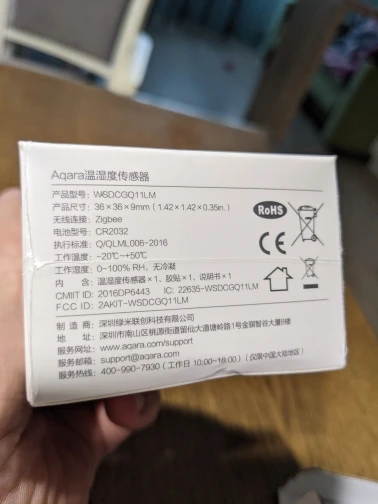 Aqara温湿度传感器
产品型号：WSDCGQ11LM
产品尺寸：36×36×9mm（1.42×1.42×0.35in.）
无线连接：Zigbee
电池型号：CR2032
执行标准：Q/QLML006-2016
工作温度：-20℃~+50℃
工作湿度：0~100% RH，无冷凝
内　含：温湿度传感器×1、胶贴×1、说明书×1
CMIIT ID: 2016DP6443　IC: 22635-WSDCGQ11LM
FCC ID: 2AKIT-WSDCGQ11LM
RoHS
CE
制 造 商：深圳绿米联创科技有限公司
地　址：深圳市南山区桃源街道留仙大道塘岭路1号金骐智谷大厦B楼
服务网址：www.aqara.com/support
服务邮箱：support@aqara.com
服务热线：400-990-7930（工作日 10:00-18:00）（仅限中国大陆地区）